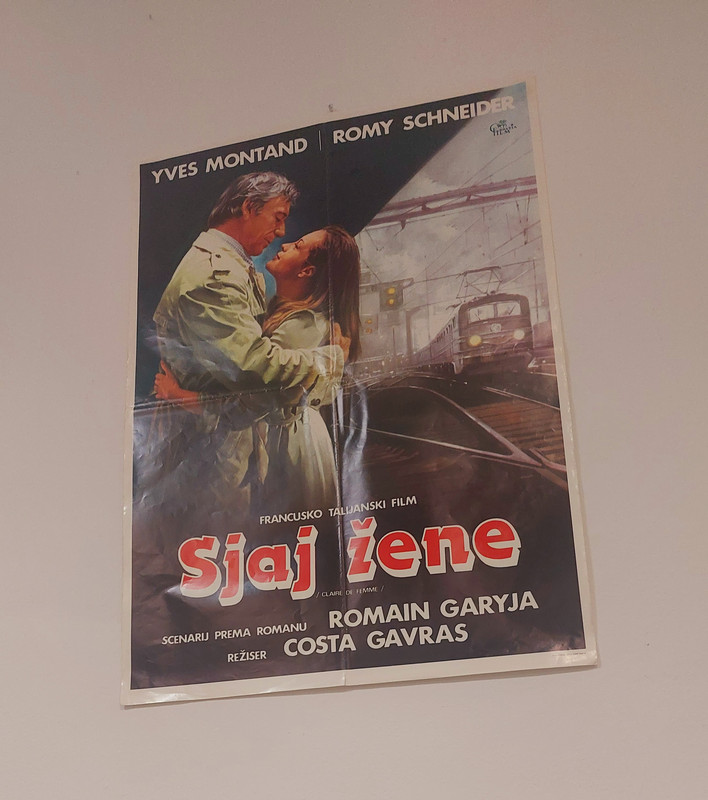 YVES MONTAND | ROMY SCHNEIDER
FRANCUSKO TALIJANSKI FILM
Sjaj žene
/ CLAIRE DE FEMME /
SCENARIJ PREMA ROMANU ROMAIN GARYJA
REŽISER COSTA GAVRAS